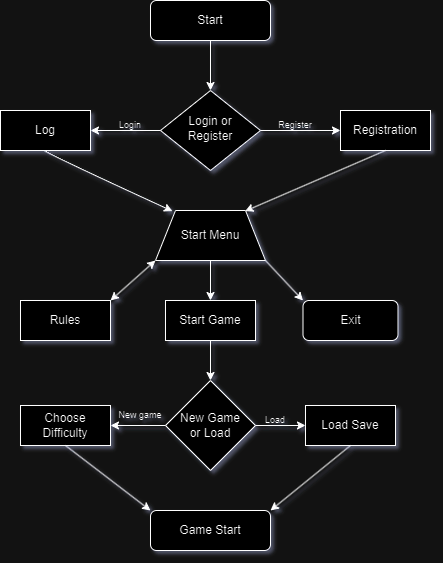 Start
Login or
Register
Login
Register
Log
Registration
Start Menu
Rules
Start Game
Exit
New Game
or Load
New game
Load
Choose
Difficulty
Load Save
Game Start